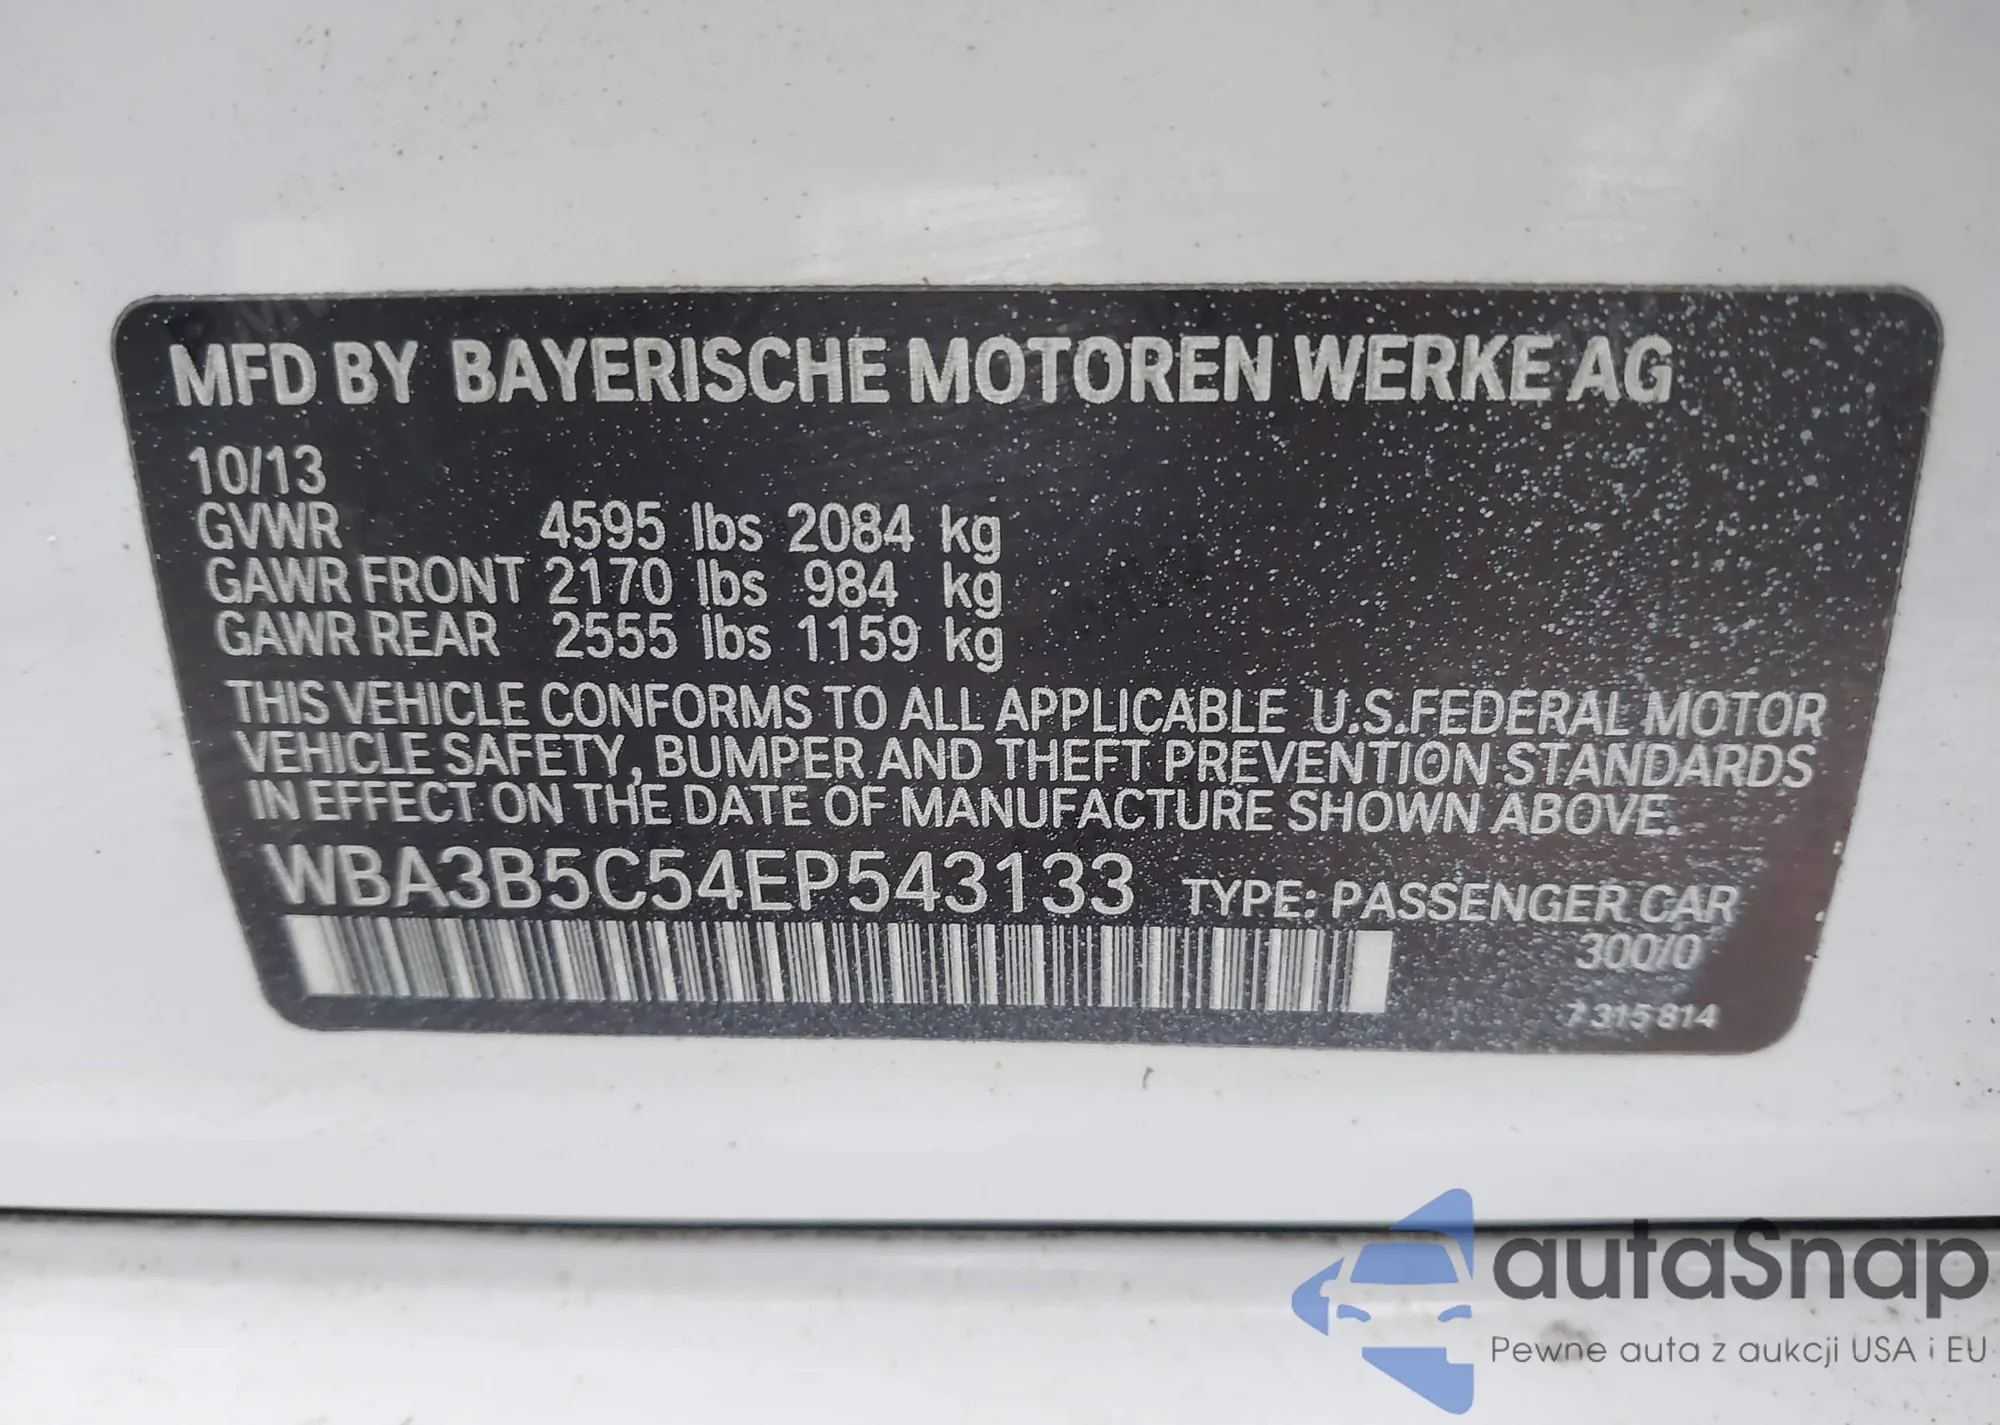 MFD BY BAYERISCHE MOTOREN WERKE AG
10/13
GVWR 4595 lbs 2084 kg
GAWR FRONT 2170 lbs 984 kg
GAWR REAR 2555 lbs 1159 kg
THIS VEHICLE CONFORMS TO ALL APPLICABLE U.S.FEDERAL MOTOR
VEHICLE SAFETY, BUMPER AND THEFT PREVENTION STANDARDS
IN EFFECT ON THE DATE OF MANUFACTURE SHOWN ABOVE.
WBA3B5C54EP543133 TYPE: PASSENGER CAR
300/0
7 315 814
autaSnap
Pewne auta z aukcji USA i EU